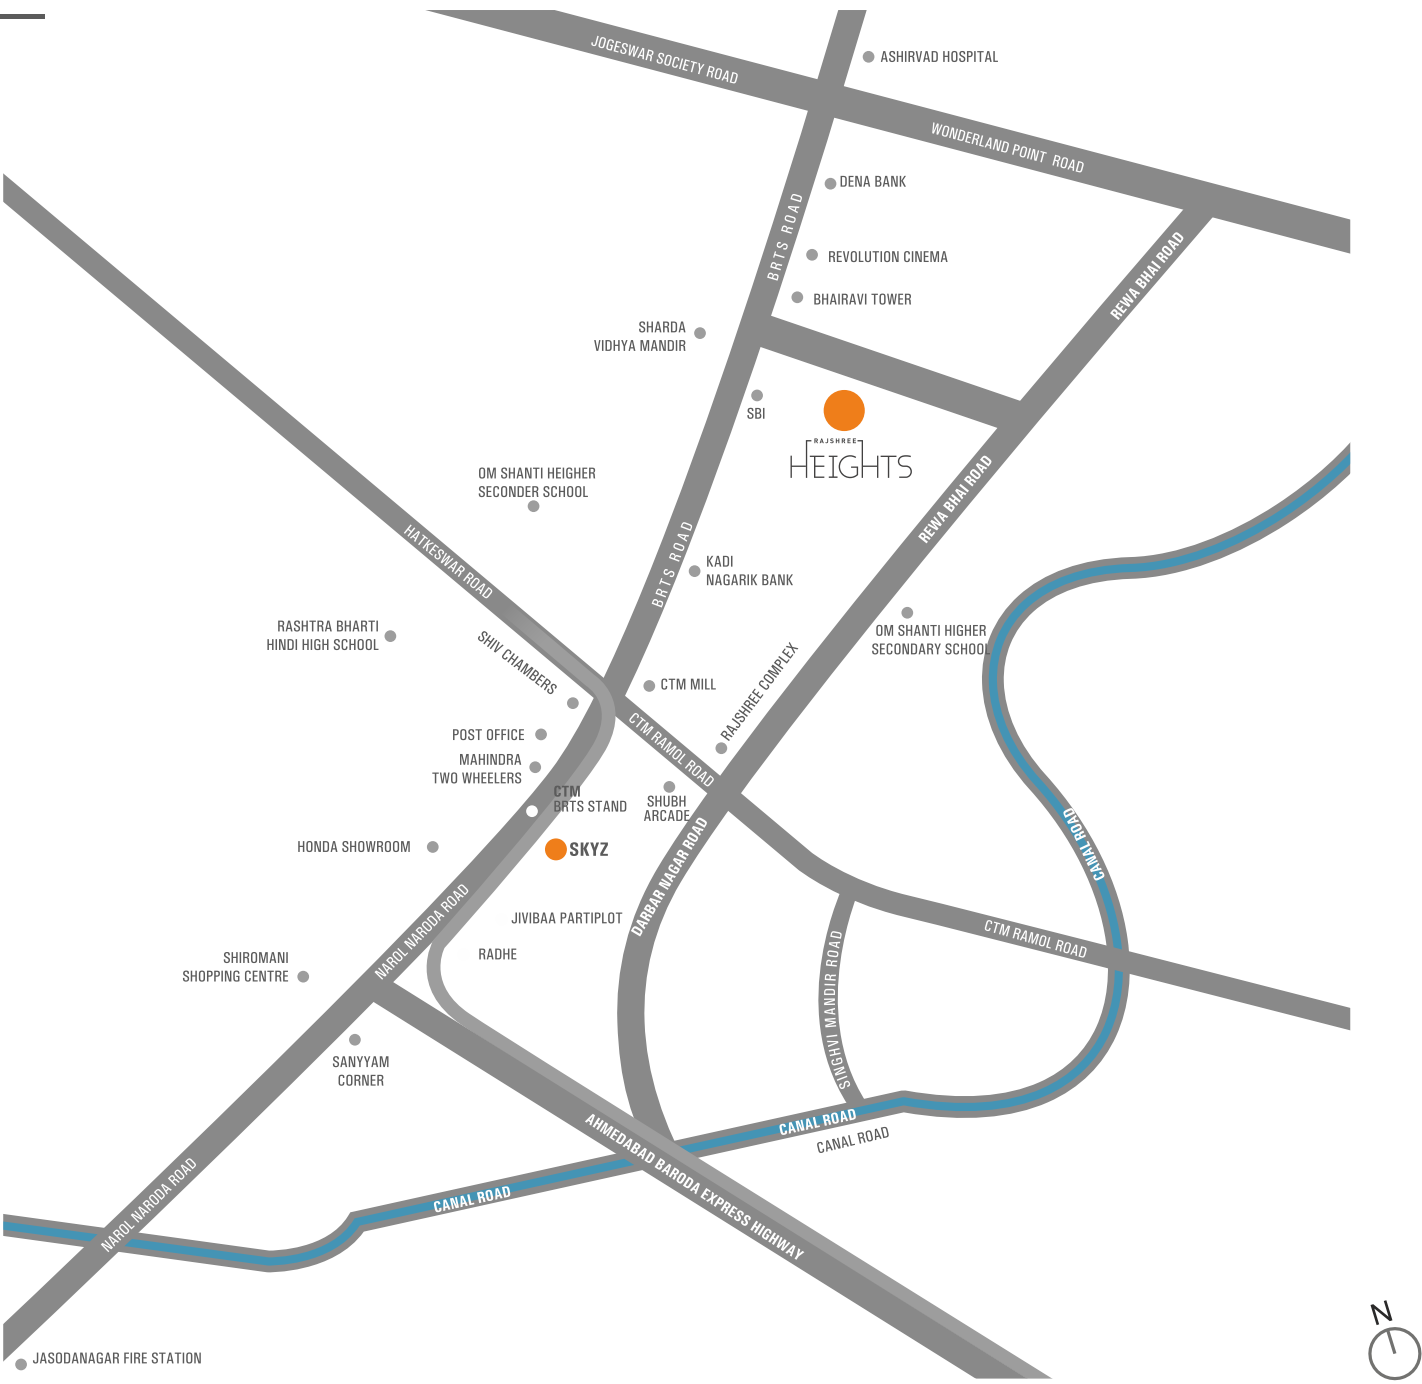 JOGESWAR SOCIETY ROAD
ASHIRVAD HOSPITAL
WONDERLAND POINT ROAD
DENA BANK
BRTS ROAD
REVOLUTION CINEMA
REWA BHAI ROAD
BHAIRAVI TOWER
SHARDA
VIDHYA MANDIR
SBI
RAJSHREE
HEIGHTS
OM SHANTI HEIGHER
SECONDER SCHOOL
REWA BHAI ROAD
HATKESWAR ROAD
BRTS ROAD
KADI
NAGARIK BANK
RASHTRA BHARTI
HINDI HIGH SCHOOL
SHIV CHAMBERS
OM SHANTI HIGHER
SECONDARY SCHOOL
CTM MILL
RAJSHREE COMPLEX
CTM RAMOL ROAD
POST OFFICE
MAHINDRA
TWO WHEELERS
CTM
BRTS STAND
SHUBH
ARCADE
CANAL ROAD
HONDA SHOWROOM
SKYZ
DARBAR NAGAR ROAD
NAROL NARODA ROAD
JIVIBAA PARTIPLOT
RADHE
CTM RAMOL ROAD
SHIROMANI
SHOPPING CENTRE
SINGHVI MANDIR ROAD
SANYYAM
CORNER
CANAL ROAD
CANAL ROAD
AHMEDABAD BARODA EXPRESS HIGHWAY
CANAL ROAD
NAROL NARODA ROAD
N
JASODANAGAR FIRE STATION